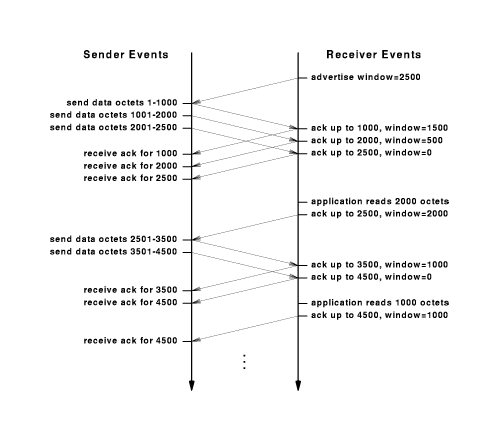 Sender Events Receiver Events
advertise window=2500
send data octets 1-1000
send data octets 1001-2000
send data octets 2001-2500
ack up to 1000, window=1500
ack up to 2000, window=500
ack up to 2500, window=0
receive ack for 1000
receive ack for 2000
receive ack for 2500
application reads 2000 octets
ack up to 2500, window=2000
send data octets 2501-3500
send data octets 3501-4500
ack up to 3500, window=1000
ack up to 4500, window=0
receive ack for 3500
receive ack for 4500
application reads 1000 octets
ack up to 4500, window=1000
receive ack for 4500